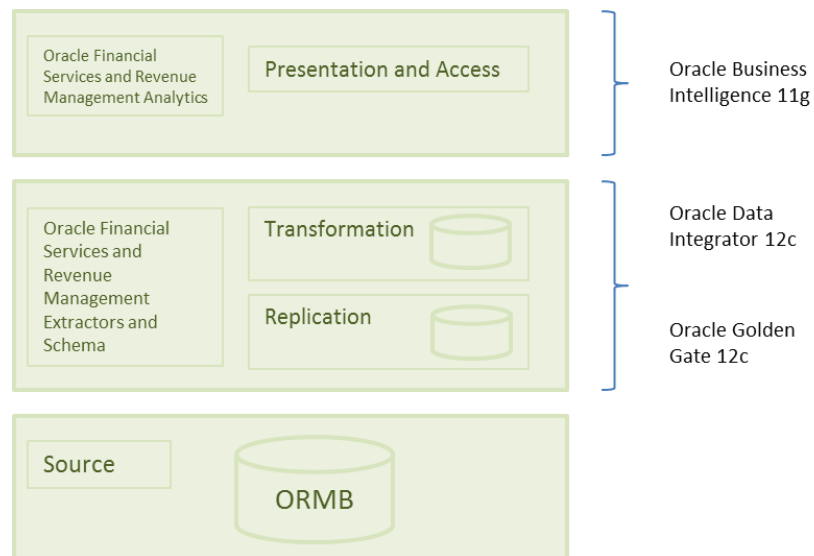 Oracle Financial
Services and Revenue
Management Analytics
Presentation and Access
Oracle Business
Intelligence 11g
Oracle Financial
Services and
Revenue
Management
Extractors and
Schema
Transformation
Replication
Oracle Data
Integrator 12c
Oracle Golden
Gate 12c
Source
ORMB